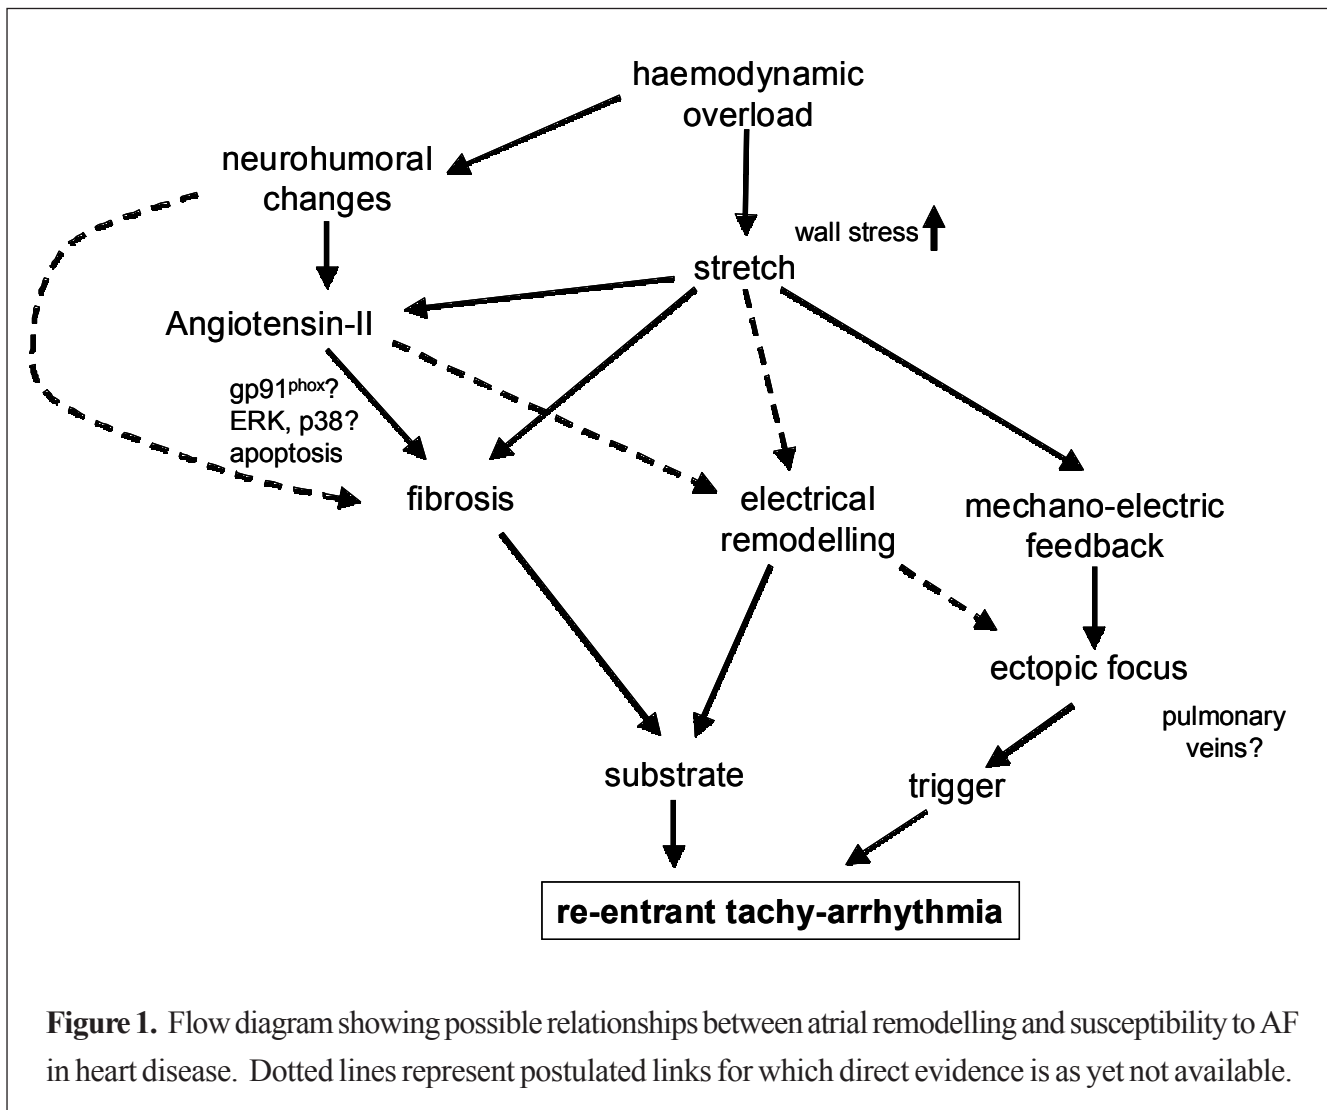 haemodynamic
overload
neurohumoral
changes
wall stress
stretch
Angiotensin-II
gp91phox?
ERK, p38?
apoptosis
fibrosis
electrical
remodelling
mechano-electric
feedback
ectopic focus
pulmonary
veins?
substrate
trigger
re-entrant tachy-arrhythmia
Figure 1. Flow diagram showing possible relationships between atrial remodelling and susceptibility to AF
in heart disease. Dotted lines represent postulated links for which direct evidence is as yet not available.